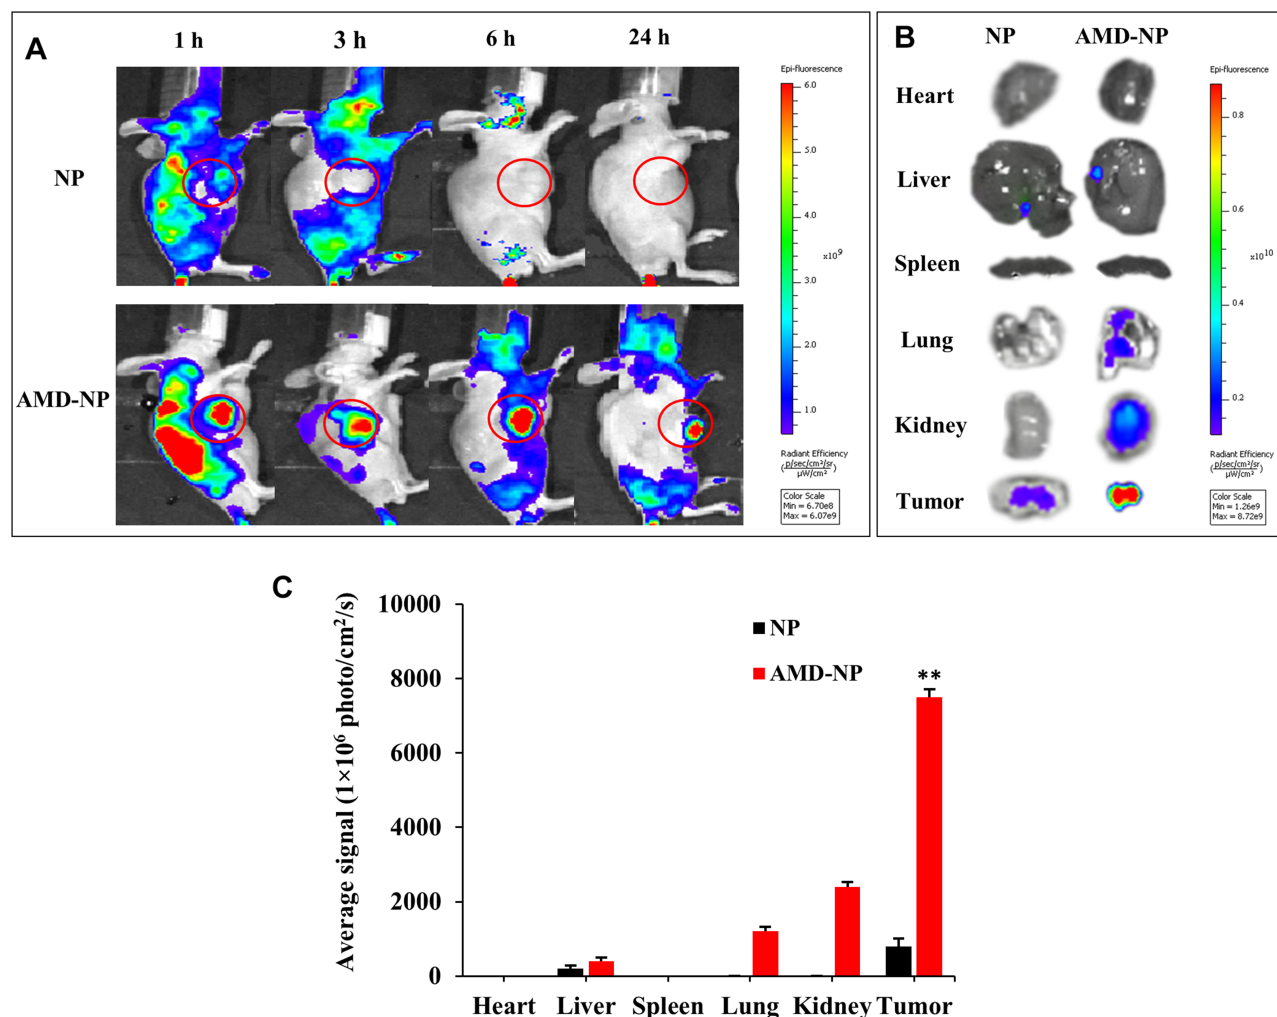 A
1 h 3 h 6 h 24 h
NP
AMD-NP
Epi-fluorescence
6.0
5.0
4.0
x10⁹
3.0
2.0
1.0
Radiant Efficiency
(p/sec/cm²/sr / µW/cm²)
Color Scale
Min = 6.70e8
Max = 6.07e9
B
NP AMD-NP
Heart
Liver
Spleen
Lung
Kidney
Tumor
Epi-fluorescence
0.8
0.6
x10¹⁰
0.4
0.2
Radiant Efficiency
(p/sec/cm²/sr / µW/cm²)
Color Scale
Min = 1.26e9
Max = 8.72e9
C
Average signal (1×10⁶ photo/cm²/s)
10000
8000
6000
4000
2000
0
NP
AMD-NP
**
Heart Liver Spleen Lung Kidney Tumor